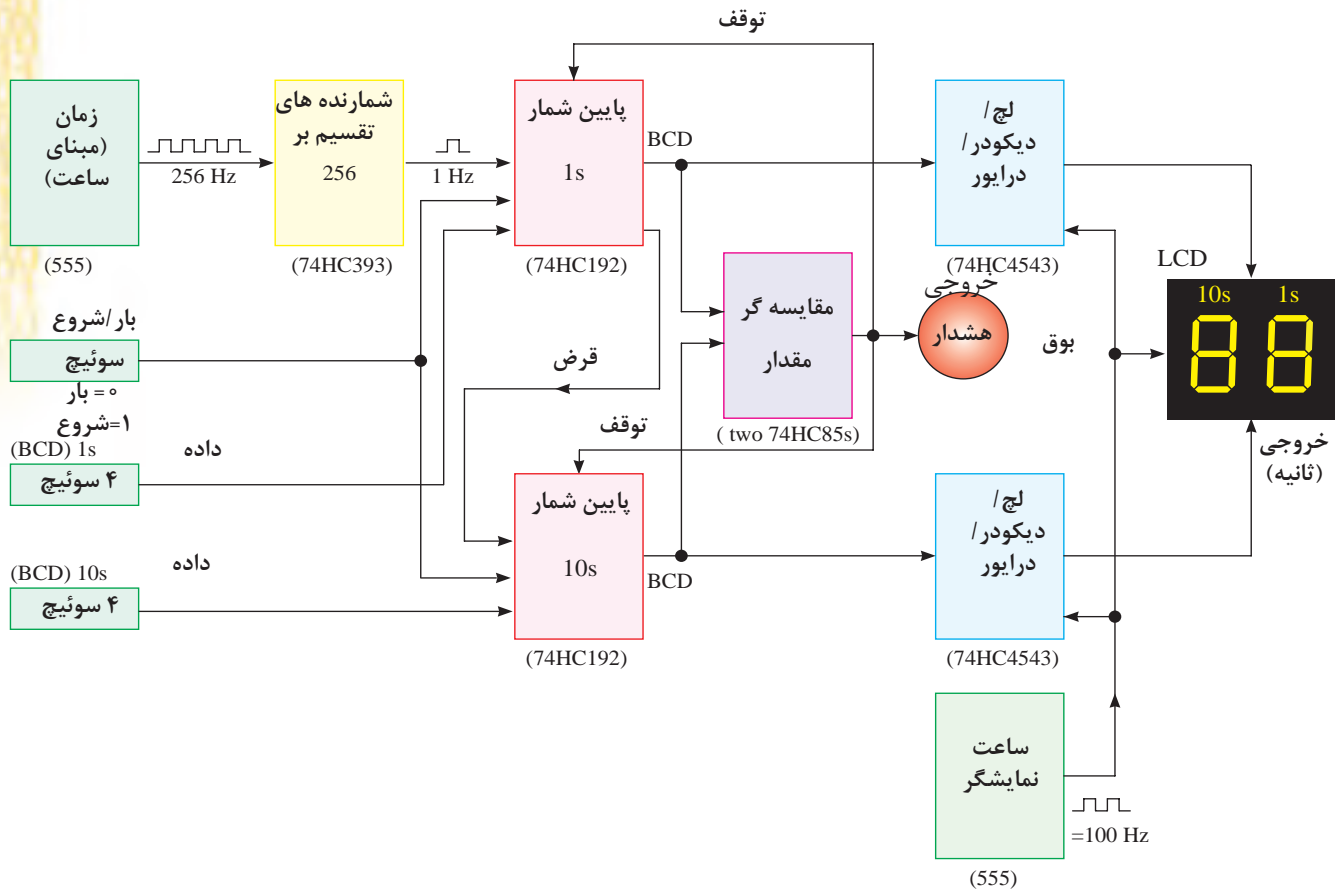 توقف
زمان
(مبنای
ساعت)
256 Hz
(555)
شمارنده های
تقسیم بر
256
(74HC393)
1 Hz
پایین شمار
1s
(74HC192)
BCD
لچ/
دیکودر/
درایور
(74HC4543)
LCD
10s 1s
88
خروجی
(ثانیه)
بار/شروع
سوئیچ
۰ = بار
۱=شروع
قرض
مقایسه گر
مقدار
( two 74HC85s)
خروجی
هشدار
بوق
(BCD) 1s
داده
۴ سوئیچ
توقف
پایین شمار
10s
(74HC192)
BCD
لچ/
دیکودر/
درایور
(74HC4543)
(BCD) 10s
داده
۴ سوئیچ
ساعت
نمایشگر
(555)
=100 Hz